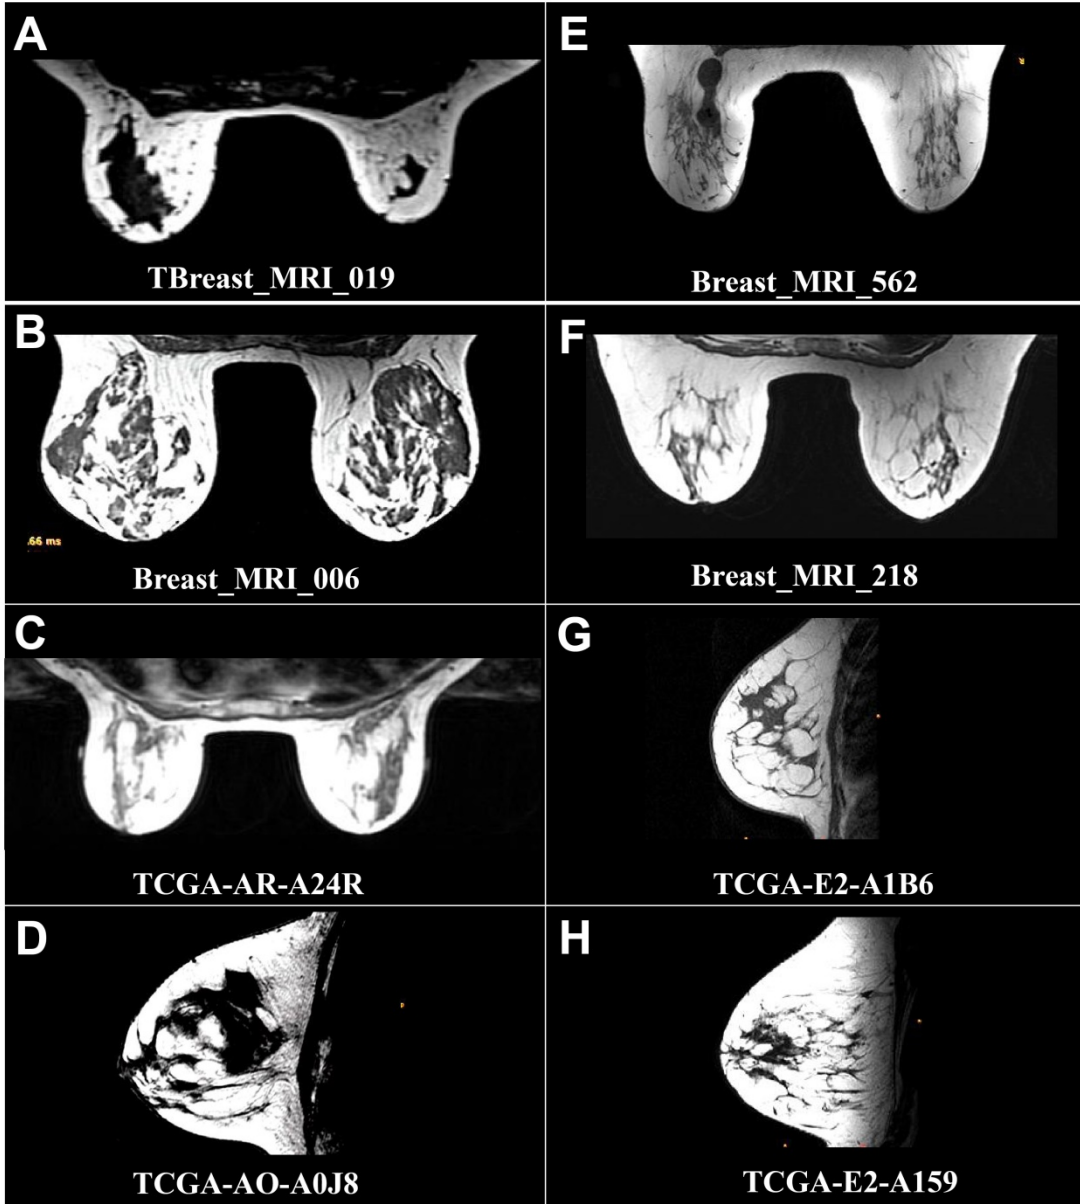 A
TBreast_MRI_019
E
Breast_MRI_562
B
.66 ms
Breast_MRI_006
F
Breast_MRI_218
C
TCGA-AR-A24R
G
TCGA-E2-A1B6
D
TCGA-AO-A0J8
H
TCGA-E2-A159